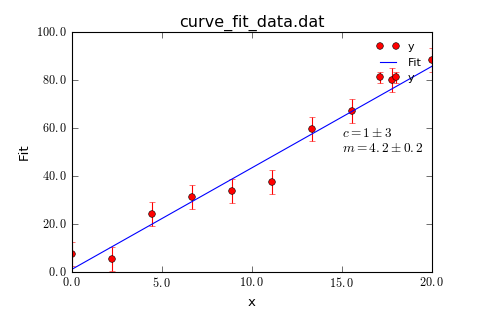 curve_fit_data.dat
100.0
80.0
60.0
40.0
20.0
0.0
Fit
y
Fit
y
c = 1 ± 3
m = 4.2 ± 0.2
0.0 5.0 10.0 15.0 20.0
x